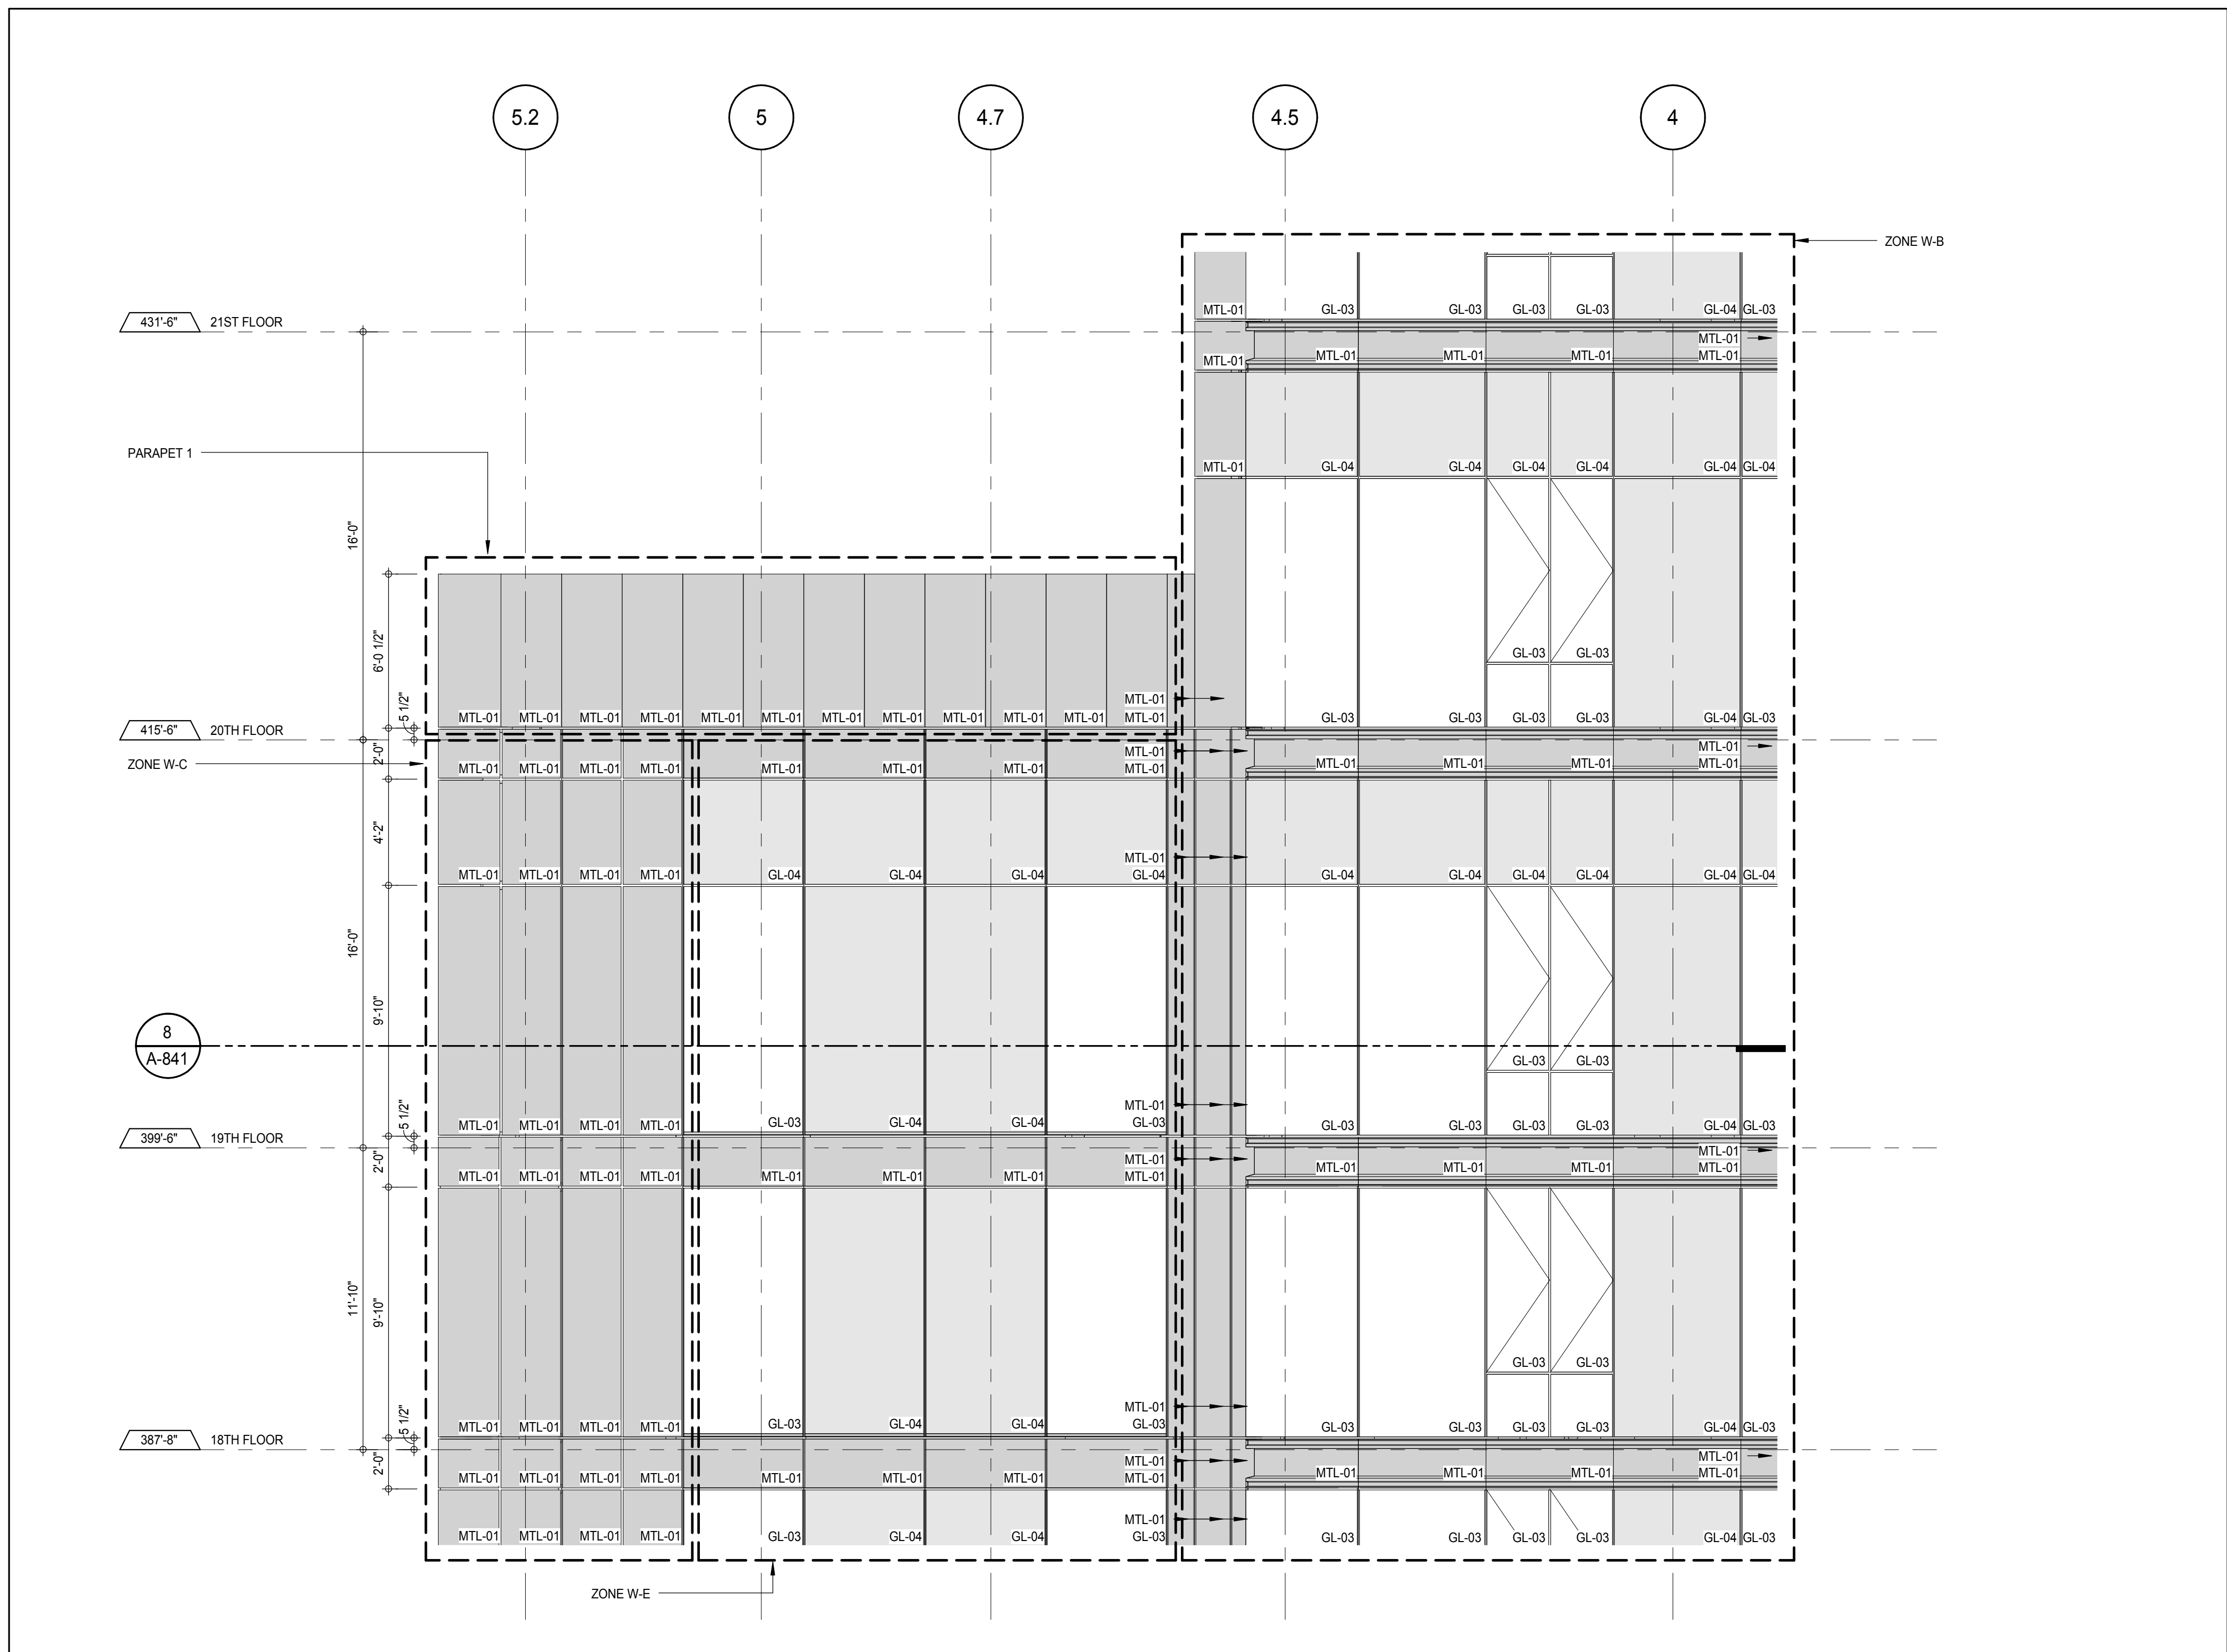 5.2 5 4.7 4.5 4
ZONE W-B
MTL-01 GL-03 GL-03 GL-03 GL-03 GL-04 GL-03
431'-6" 21ST FLOOR
MTL-01
MTL-01 MTL-01 MTL-01 MTL-01 MTL-01
PARAPET 1
MTL-01 GL-04 GL-04 GL-04 GL-04 GL-04 GL-04
16'-0"
6'-0 1/2"
GL-03 GL-03
MTL-01
5 1/2"
MTL-01 MTL-01 MTL-01 MTL-01 MTL-01 MTL-01 MTL-01 MTL-01 MTL-01 MTL-01 MTL-01 MTL-01 GL-03 GL-03 GL-03 GL-03 GL-04 GL-03
415'-6" 20TH FLOOR
MTL-01 MTL-01
2'-0"
ZONE W-C
MTL-01 MTL-01 MTL-01 MTL-01
MTL-01 MTL-01 MTL-01 MTL-01 MTL-01 MTL-01 MTL-01 MTL-01
4'-2"
MTL-01
MTL-01 MTL-01 MTL-01 MTL-01 GL-04 GL-04 GL-04 GL-04 GL-04 GL-04 GL-04 GL-04 GL-04 GL-04
16'-0"
9'-10"
8
A-841
GL-03 GL-03
MTL-01
5 1/2"
MTL-01 MTL-01 MTL-01 MTL-01 GL-03 GL-04 GL-04 GL-03 GL-03 GL-03 GL-03 GL-03 GL-04 GL-03
399'-6" 19TH FLOOR
MTL-01 MTL-01
2'-0"
MTL-01 MTL-01 MTL-01 MTL-01
MTL-01 MTL-01 MTL-01 MTL-01 MTL-01 MTL-01 MTL-01 MTL-01
11'-10"
9'-10"
GL-03 GL-03
MTL-01
5 1/2"
MTL-01 MTL-01 MTL-01 MTL-01 GL-03 GL-04 GL-04 GL-03 GL-03 GL-03 GL-03 GL-03 GL-04 GL-03
387'-8" 18TH FLOOR
MTL-01 MTL-01
2'-0"
MTL-01 MTL-01 MTL-01 MTL-01
MTL-01 MTL-01 MTL-01 MTL-01 MTL-01 MTL-01 MTL-01 MTL-01
MTL-01
MTL-01 MTL-01 MTL-01 MTL-01 GL-03 GL-04 GL-04 GL-03 GL-03 GL-03 GL-03 GL-03 GL-04 GL-03
ZONE W-E